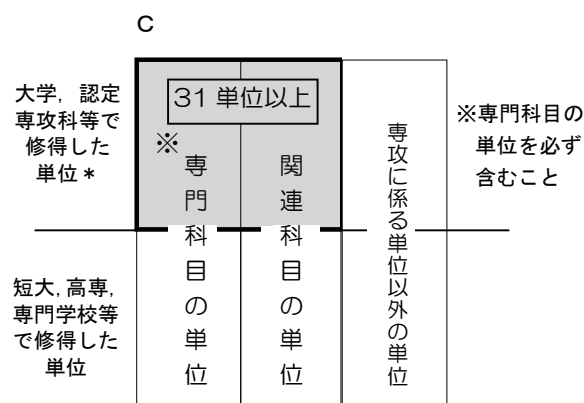 C
大学，認定
専攻科等で
修得した
単位＊
31単位以上
※
専門科目の単位
関連科目の単位
専攻に係る単位以外の単位
※専門科目の
単位を必ず
含むこと
短大，高専，
専門学校等
で修得した
単位